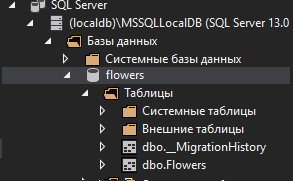 SQL Server
(localdb)\MSSQLLocalDB (SQL Server 13.0
Базы данных
Системные базы данных
flowers
Таблицы
Системные таблицы
Внешние таблицы
dbo.__MigrationHistory
dbo.Flowers